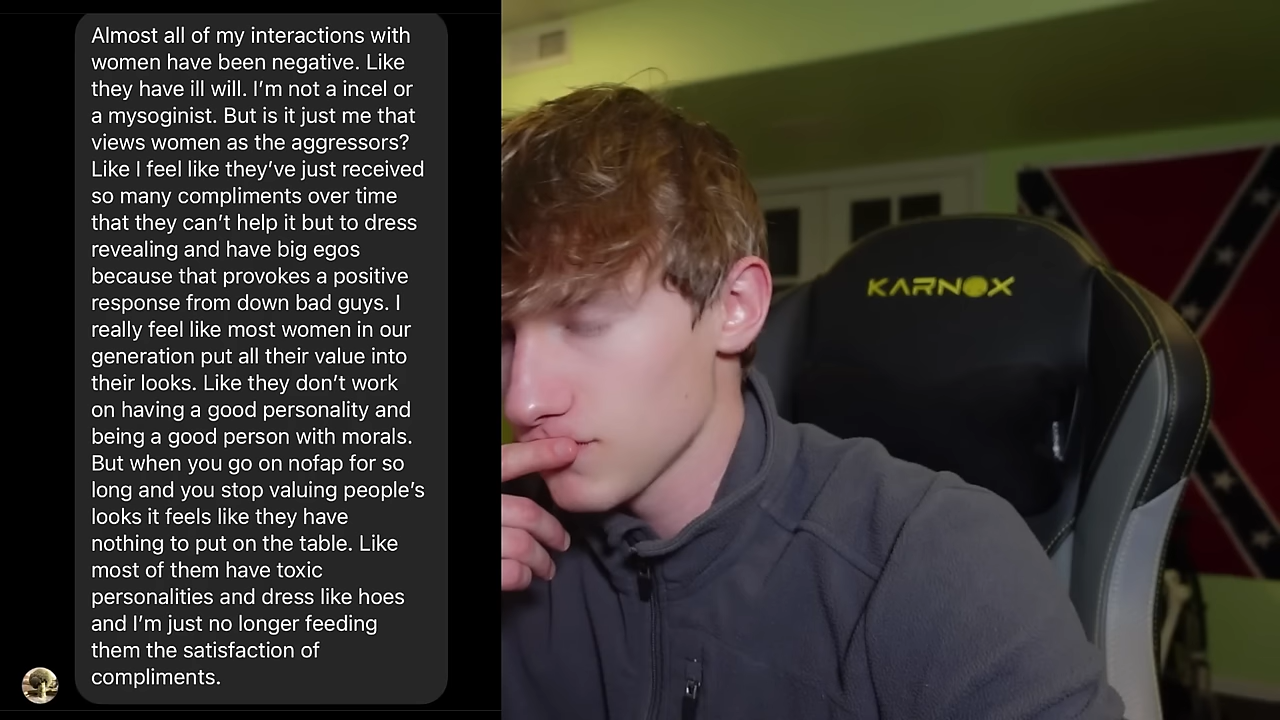 Almost all of my interactions with
women have been negative. Like
they have ill will. I'm not a incel or
a mysoginist. But is it just me that
views women as the aggressors?
Like I feel like they've just received
so many compliments over time
that they can't help it but to dress
revealing and have big egos
because that provokes a positive
response from down bad guys. I
really feel like most women in our
generation put all their value into
their looks. Like they don't work
on having a good personality and
being a good person with morals.
But when you go on nofap for so
long and you stop valuing people's
looks it feels like they have
nothing to put on the table. Like
most of them have toxic
personalities and dress like hoes
and I'm just no longer feeding
them the satisfaction of
compliments.
KARNOX